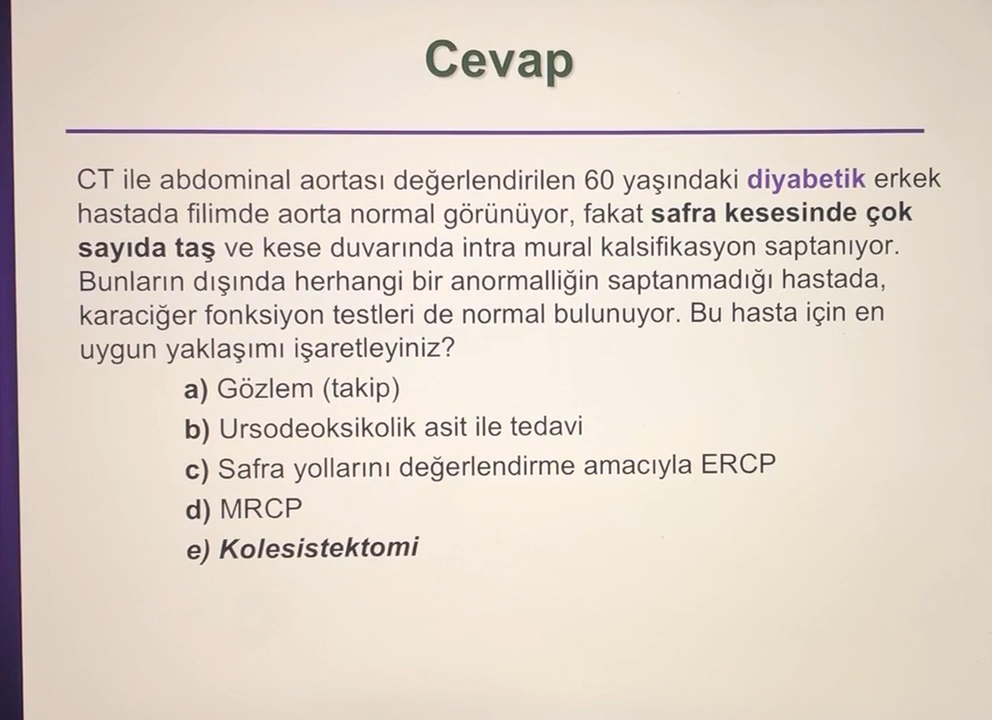 Cevap
CT ile abdominal aortası değerlendirilen 60 yaşındaki diyabetik erkek
hastada filimde aorta normal görünüyor, fakat safra kesesinde çok
sayıda taş ve kese duvarında intra mural kalsifikasyon saptanıyor.
Bunların dışında herhangi bir anormalliğin saptanmadığı hastada,
karaciğer fonksiyon testleri de normal bulunuyor. Bu hasta için en
uygun yaklaşımı işaretleyiniz?
a) Gözlem (takip)
b) Ursodeoksikolik asit ile tedavi
c) Safra yollarını değerlendirme amacıyla ERCP
d) MRCP
e) Kolesistektomi